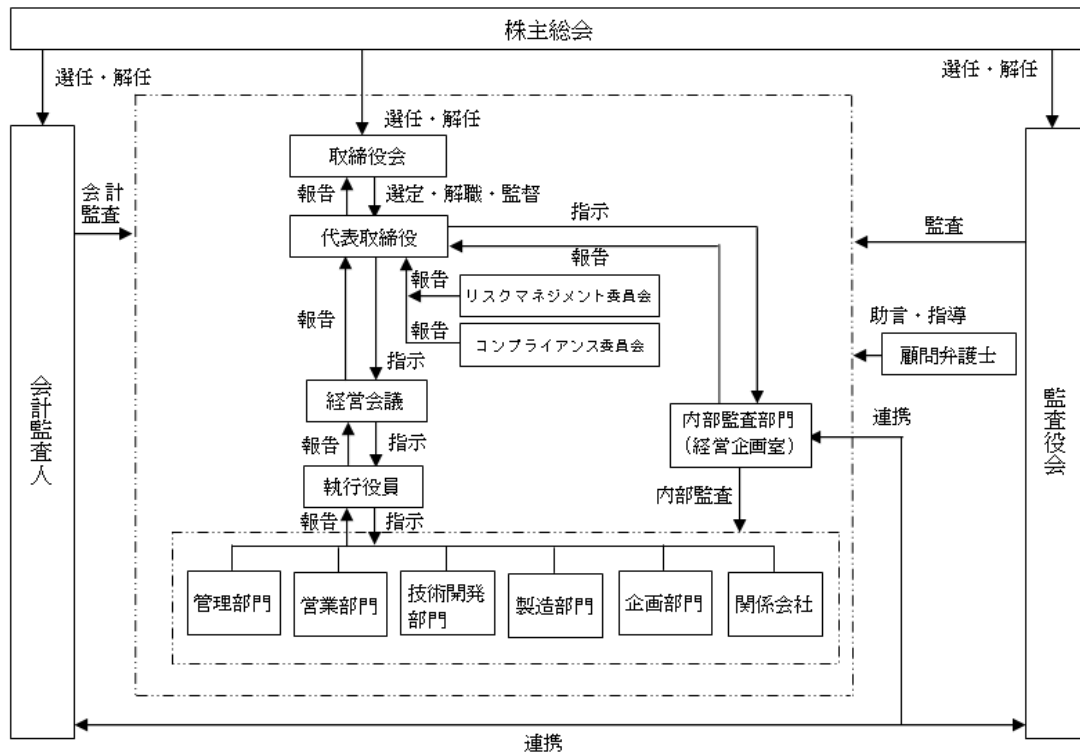 株主総会
選任・解任
選任・解任
選任・解任
取締役会
報告
選定・解職・監督
会計
監査
代表取締役
指示
報告
監査
報告
リスクマネジメント委員会
報告
報告
コンプライアンス委員会
助言・指導
顧問弁護士
指示
経営会議
会計監査人
監査役会
内部監査部門
（経営企画室）
連携
報告
指示
執行役員
内部監査
報告
指示
管理部門
営業部門
技術開発
部門
製造部門
企画部門
関係会社
連携